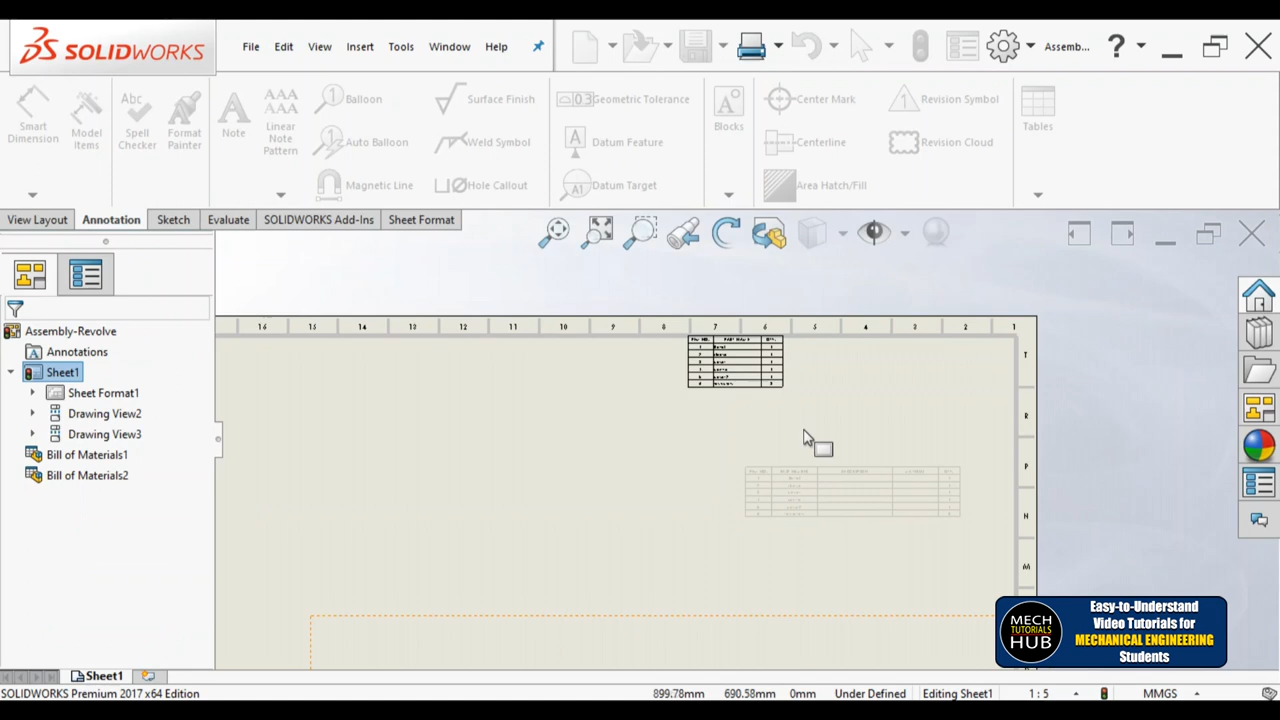 SOLIDWORKS
File Edit View Insert Tools Window Help
Assemb...
Smart Dimension
Model Items
Abc
Spell Checker
Format Painter
Note
AAA
AAA
Linear Note Pattern
Balloon
Auto Balloon
Magnetic Line
Surface Finish
Weld Symbol
Hole Callout
Geometric Tolerance
Datum Feature
Datum Target
Blocks
Center Mark
Centerline
Area Hatch/Fill
Revision Symbol
Revision Cloud
Tables
View Layout Annotation Sketch Evaluate SOLIDWORKS Add-Ins Sheet Format
Assembly-Revolve
Annotations
Sheet1
Sheet Format1
Drawing View2
Drawing View3
Bill of Materials1
Bill of Materials2
16 15 14 13 12 11 10 9 8 7 6 5 4 3 2 1
T
R
P
N
M
MECH
TUTORIALS
HUB
Easy-to-Understand
Video Tutorials for
MECHANICAL ENGINEERING
Students
Sheet1
SOLIDWORKS Premium 2017 x64 Edition 899.78mm 690.58mm 0mm Under Defined Editing Sheet1 1 : 5 MMGS